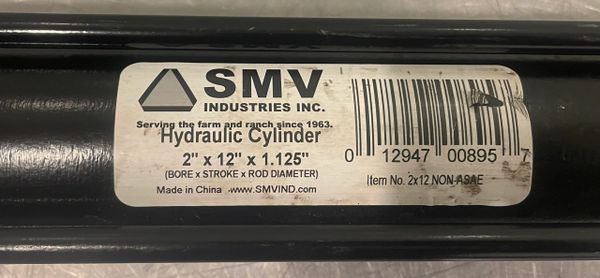 SMV
INDUSTRIES INC.
Serving the farm and ranch since 1963.
Hydraulic Cylinder
2" x 12" x 1.125"
(BORE x STROKE x ROD DIAMETER)
Made in China www.SMVIND.com
0 12947 00895 7
Item No. 2x12 NON-ASAE